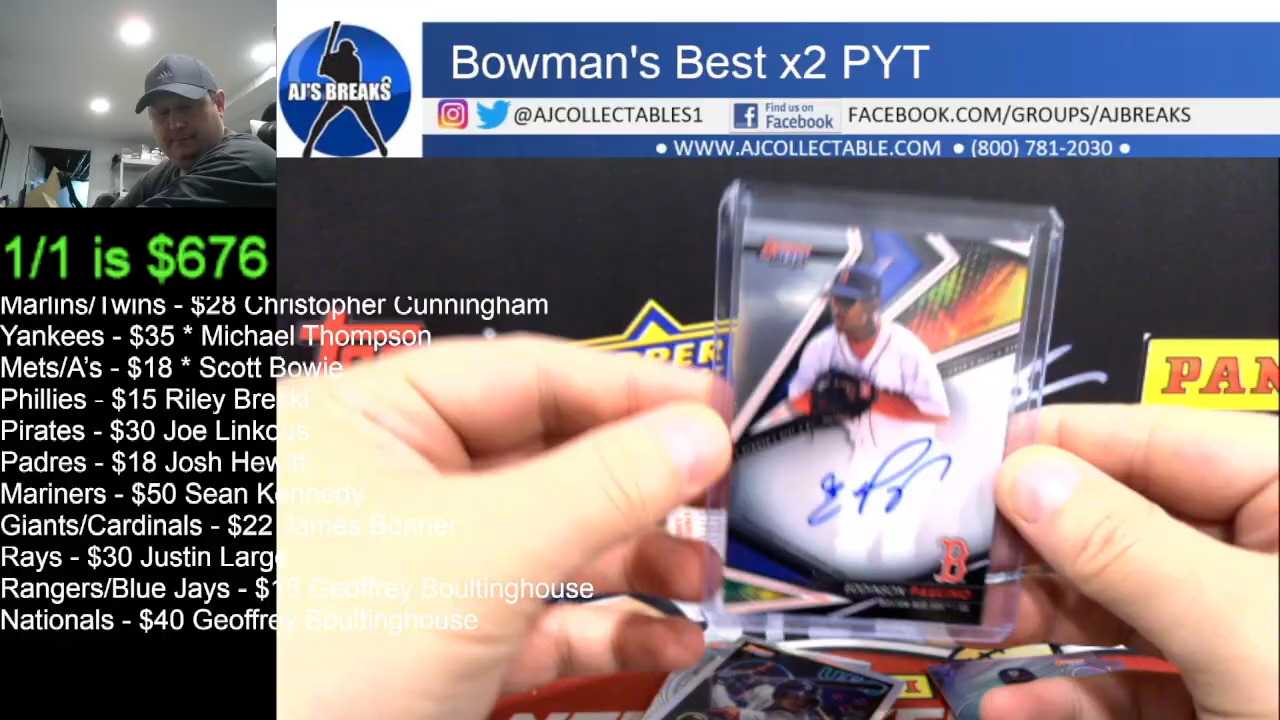 AJ'S BREAKS
Bowman's Best x2 PYT
@AJCOLLECTABLES1
Find us on
Facebook
FACEBOOK.COM/GROUPS/AJBREAKS
• WWW.AJCOLLECTABLE.COM • (800) 781-2030 •
1/1 is $676
Marlins/Twins - $28 Christopher Cunningham
Yankees - $35 * Michael Thompson
Mets/A's - $18 * Scott Bowie
Phillies - $15 Riley
Pirates - $30 Joe Linkous
Padres - $18 Josh Hewitt
Mariners - $50 Sean Kennedy
Giants/Cardinals - $22 James Bonner
Rays - $30 Justin Large
Rangers/Blue Jays - Geoffrey Boultinghouse
Nationals - $40 Geoffrey Boultinghouse
PAN
B
PAULINO